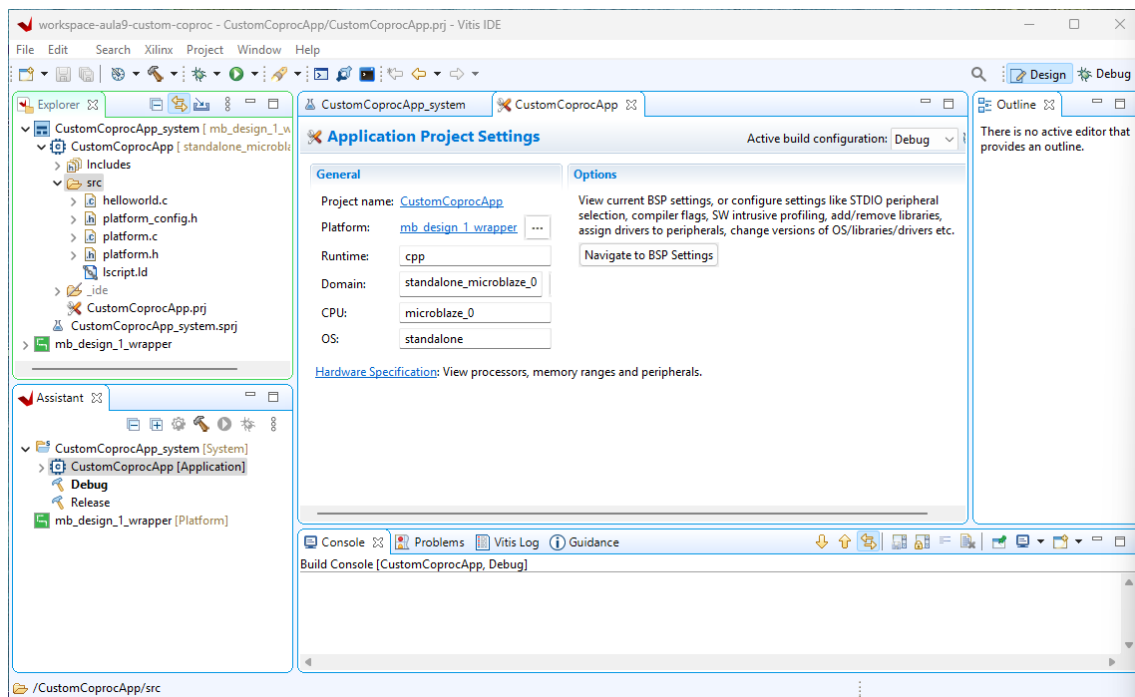 workspace-aula9-custom-coproc - CustomCoprocApp/CustomCoprocApp.prj - Vitis IDE
File Edit Search Xilinx Project Window Help
Design Debug
Explorer
CustomCoprocApp_system [ mb_design_1_w
CustomCoprocApp [ standalone_microbla
Includes
src
helloworld.c
platform_config.h
platform.c
platform.h
lscript.ld
_ide
CustomCoprocApp.prj
CustomCoprocApp_system.sprj
mb_design_1_wrapper
Assistant
CustomCoprocApp_system [System]
CustomCoprocApp [Application]
Debug
Release
mb_design_1_wrapper [Platform]
CustomCoprocApp_system CustomCoprocApp
Application Project Settings
Active build configuration: Debug
General
Project name: CustomCoprocApp
Platform: mb_design_1_wrapper ...
Runtime: cpp
Domain: standalone_microblaze_0
CPU: microblaze_0
OS: standalone
Hardware Specification: View processors, memory ranges and peripherals.
Options
View current BSP settings, or configure settings like STDIO peripheral
selection, compiler flags, SW intrusive profiling, add/remove libraries,
assign drivers to peripherals, change versions of OS/libraries/drivers etc.
Navigate to BSP Settings
Outline
There is no active editor that
provides an outline.
Console Problems Vitis Log Guidance
Build Console [CustomCoprocApp, Debug]
/CustomCoprocApp/src